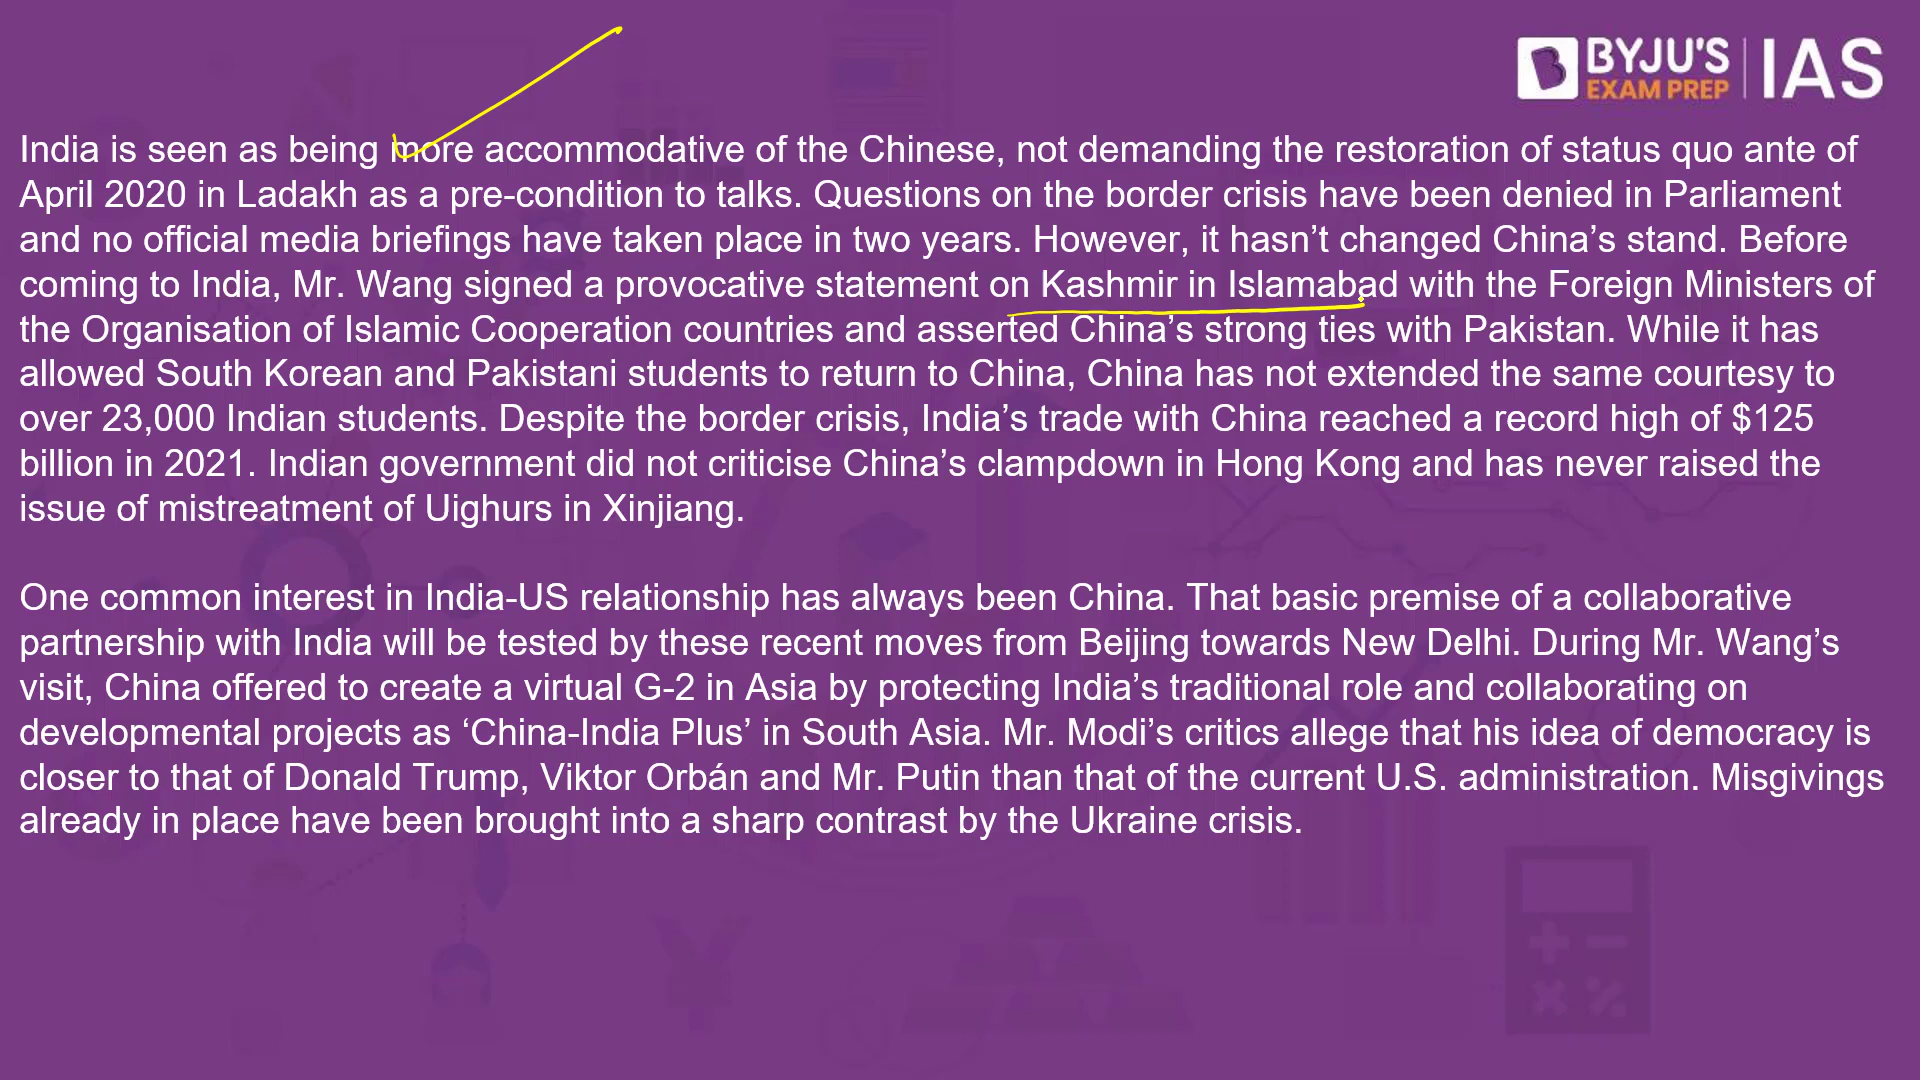 BYJU'S
EXAM PREP
IAS
India is seen as being more accommodative of the Chinese, not demanding the restoration of status quo ante of
April 2020 in Ladakh as a pre-condition to talks. Questions on the border crisis have been denied in Parliament
and no official media briefings have taken place in two years. However, it hasn’t changed China’s stand. Before
coming to India, Mr. Wang signed a provocative statement on Kashmir in Islamabad with the Foreign Ministers of
the Organisation of Islamic Cooperation countries and asserted China’s strong ties with Pakistan. While it has
allowed South Korean and Pakistani students to return to China, China has not extended the same courtesy to
over 23,000 Indian students. Despite the border crisis, India’s trade with China reached a record high of $125
billion in 2021. Indian government did not criticise China’s clampdown in Hong Kong and has never raised the
issue of mistreatment of Uighurs in Xinjiang.
One common interest in India-US relationship has always been China. That basic premise of a collaborative
partnership with India will be tested by these recent moves from Beijing towards New Delhi. During Mr. Wang’s
visit, China offered to create a virtual G-2 in Asia by protecting India’s traditional role and collaborating on
developmental projects as ‘China-India Plus’ in South Asia. Mr. Modi’s critics allege that his idea of democracy is
closer to that of Donald Trump, Viktor Orbán and Mr. Putin than that of the current U.S. administration. Misgivings
already in place have been brought into a sharp contrast by the Ukraine crisis.